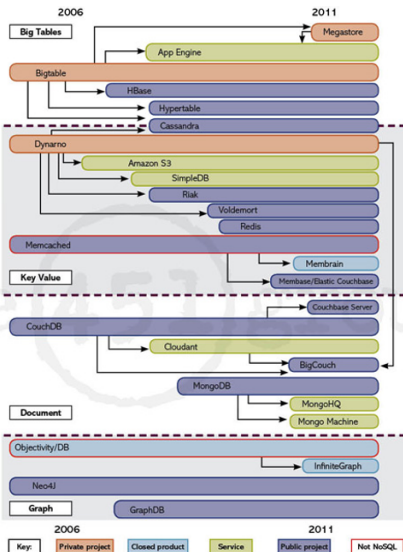 2006 2011
Big Tables
Megastore
App Engine
Bigtable
HBase
Hypertable
Cassandra
Dynarno
Amazon S3
SimpleDB
Riak
Voldemort
Redis
Memcached
Membrain
Key Value
Membase/Elastic Couchbase
Couchbase Server
CouchDB
Cloudant
BigCouch
MongoDB
MongoHQ
Document
Mongo Machine
Objectivity/DB
InfiniteGraph
Neo4J
Graph
GraphDB
2006 2011
Key: Private project Closed product Service Public project Not NoSQL